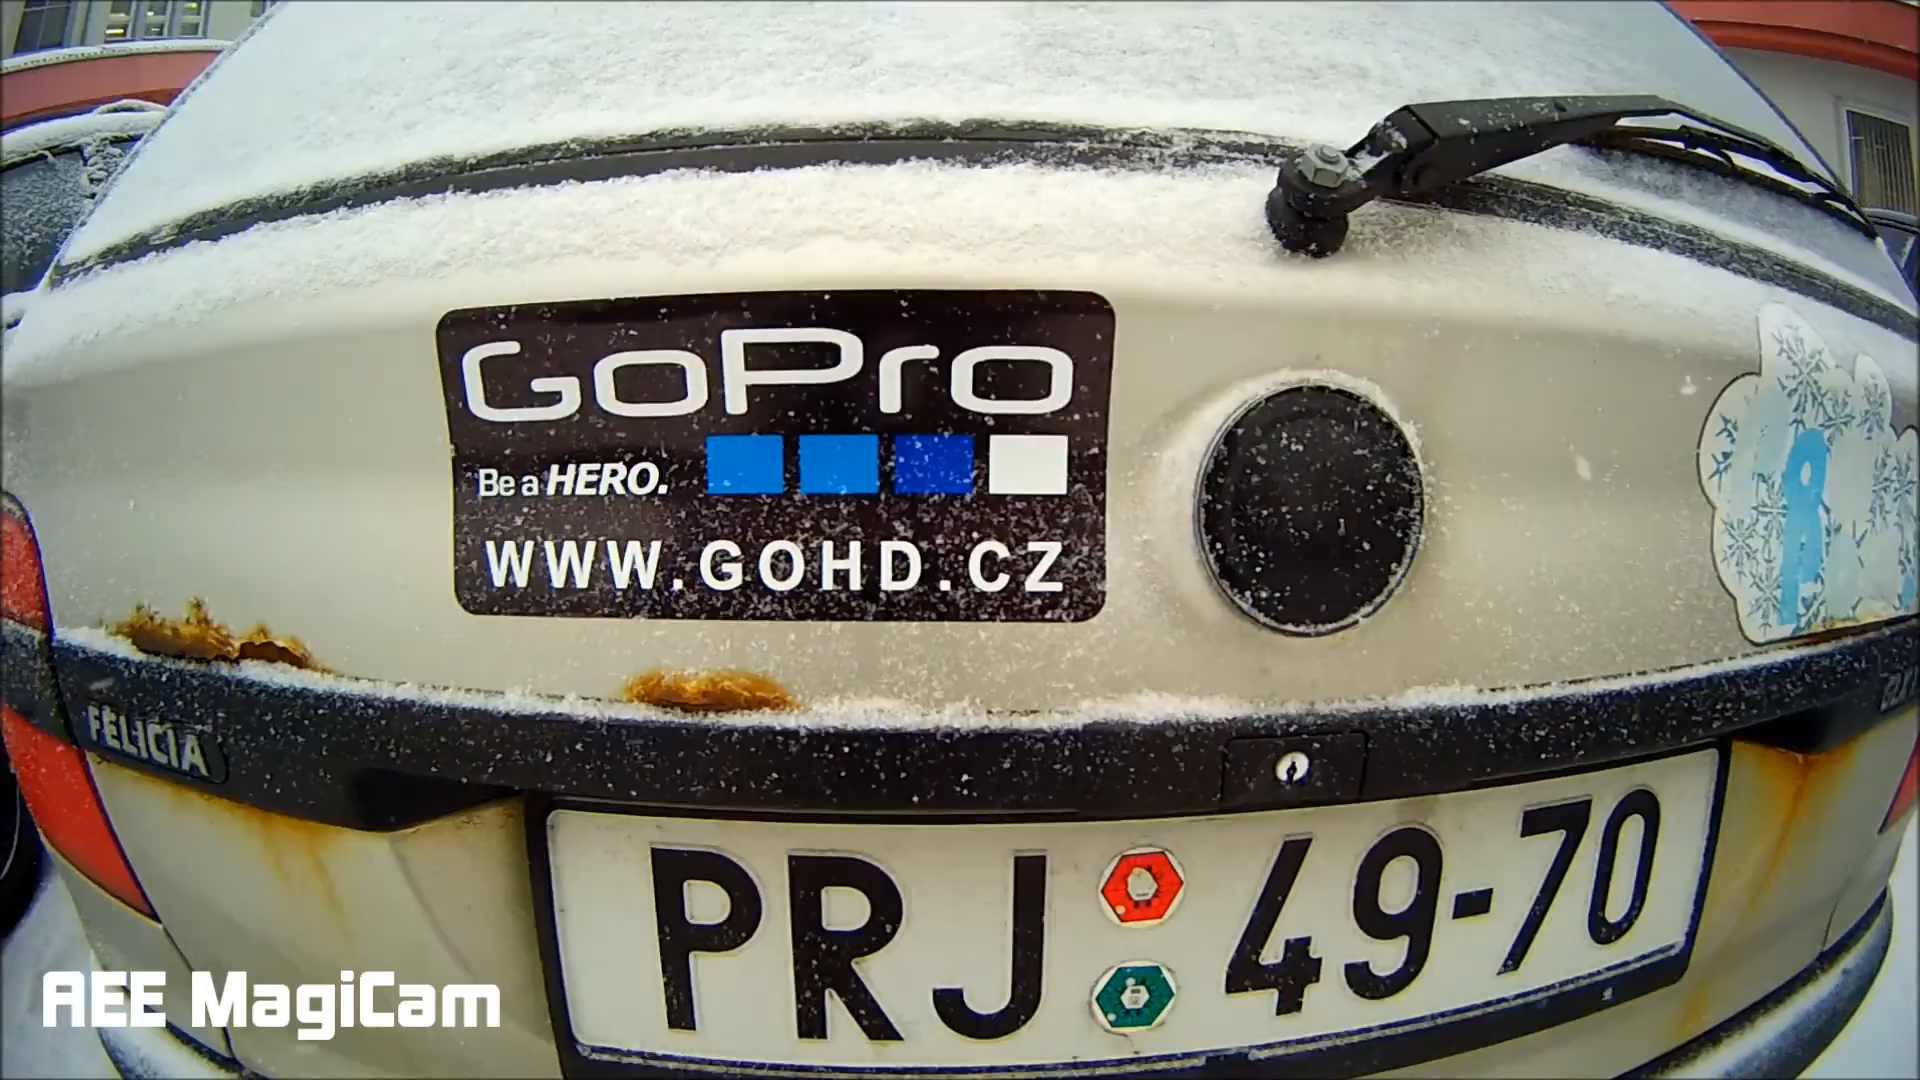 GoPro
Be a HERO.
WWW.GOHD.CZ
FELICIA
PRJ 49-70
AEE MagiCam